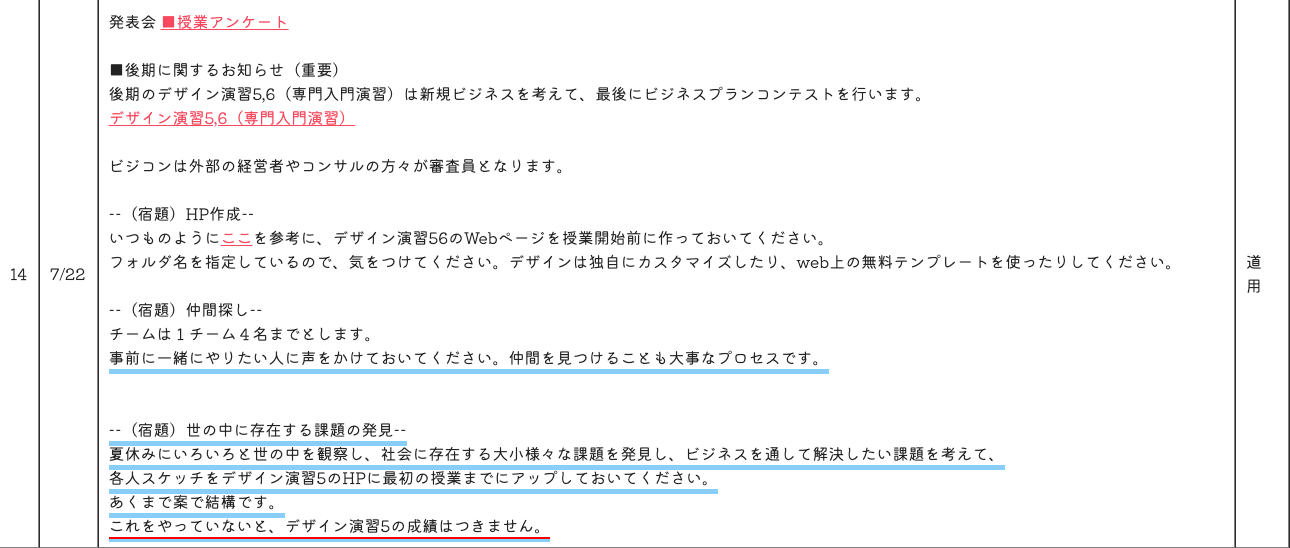 発表会 ■授業アンケート
■後期に関するお知らせ（重要）
後期のデザイン演習5,6（専門入門演習）は新規ビジネスを考えて、最後にビジネスプランコンテストを行います。
デザイン演習5,6（専門入門演習）
ビジコンは外部の経営者やコンサルの方々が審査員となります。
--（宿題）HP作成--
いつものようにここを参考に、デザイン演習56のWebページを授業開始前に作っておいてください。
14
7/22
フォルダ名を指定しているので、気をつけてください。デザインは独自にカスタマイズしたり、web上の無料テンプレートを使ったりしてください。
道
用
--（宿題）仲間探し--
チームは１チーム４名までとします。
事前に一緒にやりたい人に声をかけておいてください。仲間を見つけることも大事なプロセスです。
--（宿題）世の中に存在する課題の発見--
夏休みにいろいろと世の中を観察し、社会に存在する大小様々な課題を発見し、ビジネスを通して解決したい課題を考えて、
各人スケッチをデザイン演習5のHPに最初の授業までにアップしておいてください。
あくまで案で結構です。
これをやっていないと、デザイン演習5の成績はつきません。